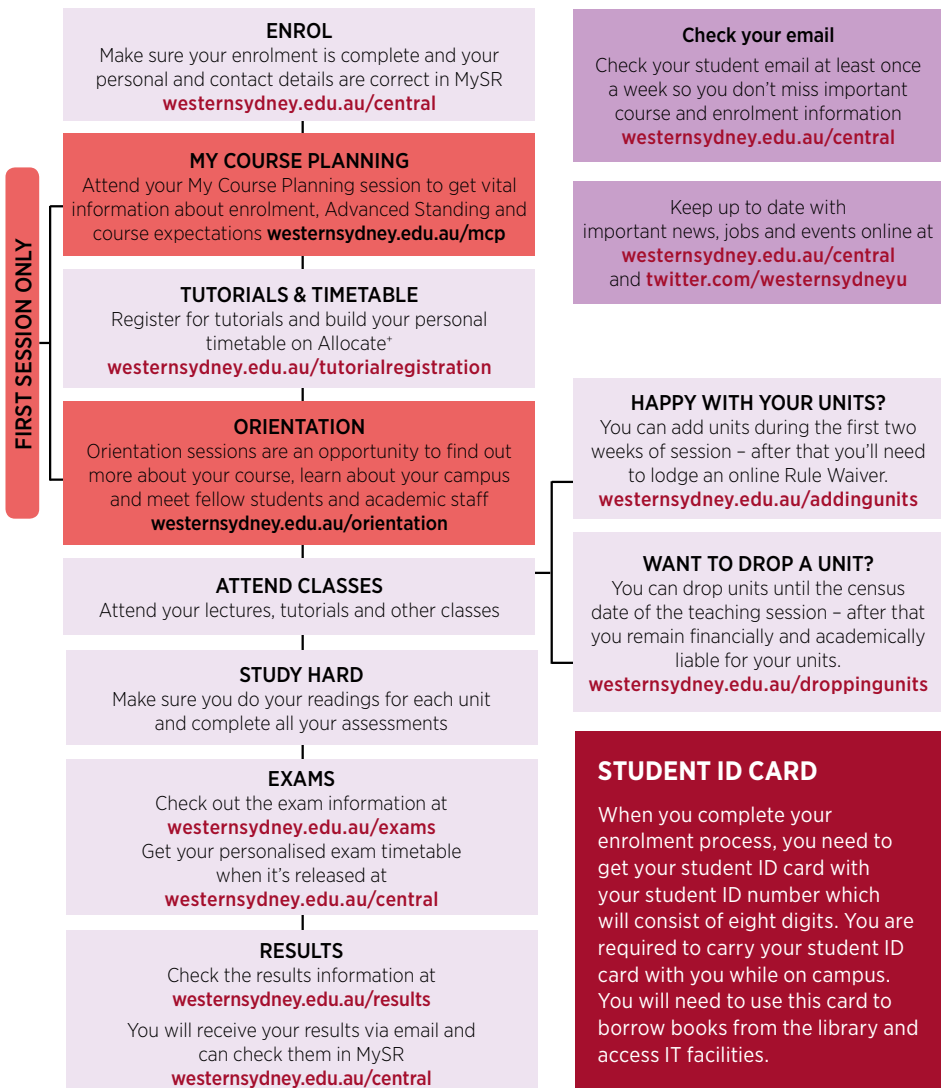 ENROL
Make sure your enrolment is complete and your
personal and contact details are correct in MySR
westernsydney.edu.au/central
FIRST SESSION ONLY
MY COURSE PLANNING
Attend your My Course Planning session to get vital
information about enrolment, Advanced Standing and
course expectations westernsydney.edu.au/mcp
TUTORIALS & TIMETABLE
Register for tutorials and build your personal
timetable on Allocate+
westernsydney.edu.au/tutorialregistration
ORIENTATION
Orientation sessions are an opportunity to find out
more about your course, learn about your campus
and meet fellow students and academic staff
westernsydney.edu.au/orientation
ATTEND CLASSES
Attend your lectures, tutorials and other classes
STUDY HARD
Make sure you do your readings for each unit
and complete all your assessments
EXAMS
Check out the exam information at
westernsydney.edu.au/exams
Get your personalised exam timetable
when it's released at
westernsydney.edu.au/central
RESULTS
Check the results information at
westernsydney.edu.au/results
You will receive your results via email and
can check them in MySR
westernsydney.edu.au/central
Check your email
Check your student email at least once
a week so you don't miss important
course and enrolment information
westernsydney.edu.au/central
Keep up to date with
important news, jobs and events online at
westernsydney.edu.au/central
and twitter.com/westernsydneyu
HAPPY WITH YOUR UNITS?
You can add units during the first two
weeks of session – after that you'll need
to lodge an online Rule Waiver.
westernsydney.edu.au/addingunits
WANT TO DROP A UNIT?
You can drop units until the census
date of the teaching session – after that
you remain financially and academically
liable for your units.
westernsydney.edu.au/droppingunits
STUDENT ID CARD
When you complete your
enrolment process, you need to
get your student ID card with
your student ID number which
will consist of eight digits. You are
required to carry your student ID
card with you while on campus.
You will need to use this card to
borrow books from the library and
access IT facilities.